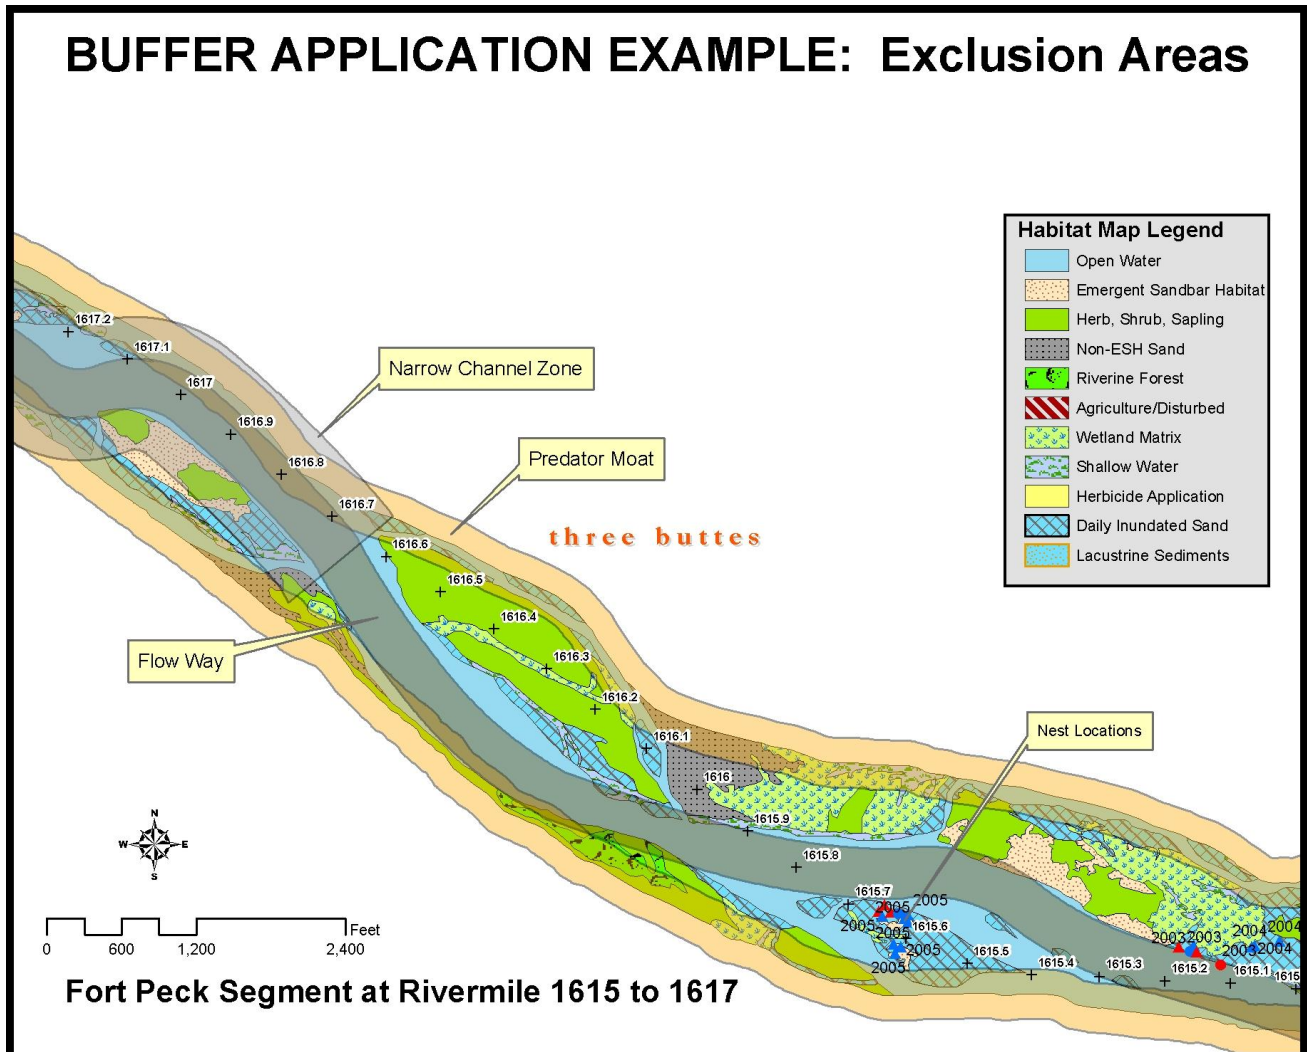 BUFFER APPLICATION EXAMPLE: Exclusion Areas
Habitat Map Legend
Open Water
Emergent Sandbar Habitat
Herb, Shrub, Sapling
Non-ESH Sand
Riverine Forest
Agriculture/Disturbed
Wetland Matrix
Shallow Water
Herbicide Application
Daily Inundated Sand
Lacustrine Sediments
1617.2
1617.1
1617
1616.9
1616.8
1616.7
Narrow Channel Zone
Predator Moat
three buttes
1616.6
1616.5
1616.4
1616.3
1616.2
1616.1
1616
Flow Way
Nest Locations
1615.9
1615.8
1615.7
2005
2005
2005
1615.6
2005
2005
2005
1615.5
1615.4
1615.3
2003
2003
2004
2004
2003
2004
1615.2
1615.1
1615
N
W E
S
Feet
0 600 1,200 2,400
Fort Peck Segment at Rivermile 1615 to 1617